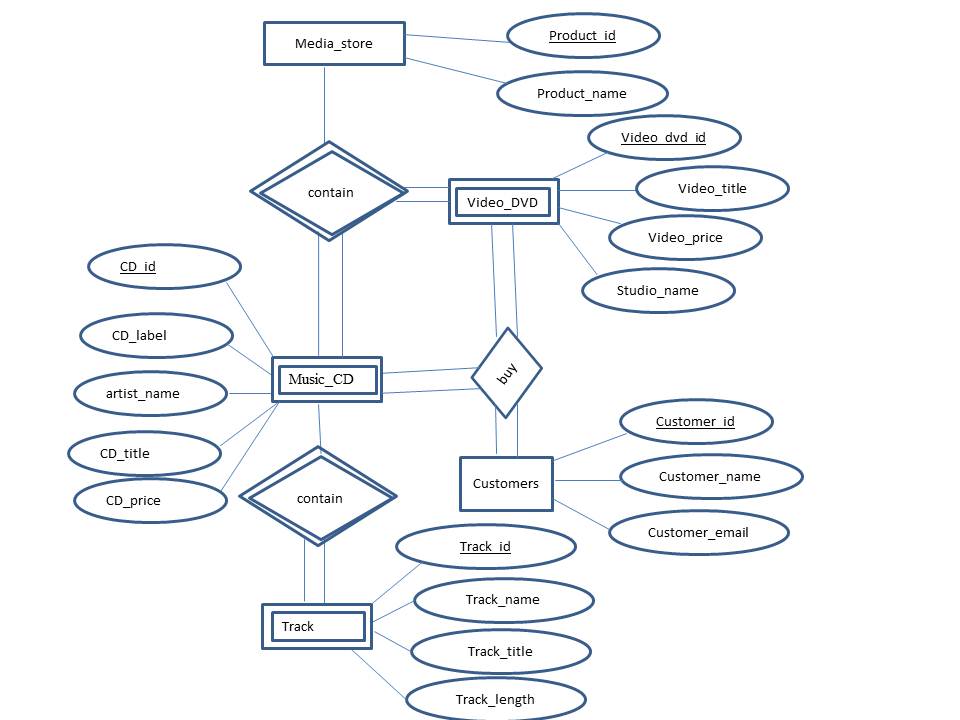 Media_store
Product_id
Product_name
Video_dvd_id
contain
Video_DVD
Video_title
Video_price
CD_id
Studio_name
CD_label
buy
Music_CD
artist_name
Customer_id
CD_title
Customer_name
Customers
CD_price
contain
Customer_email
Track_id
Track_name
Track
Track_title
Track_length